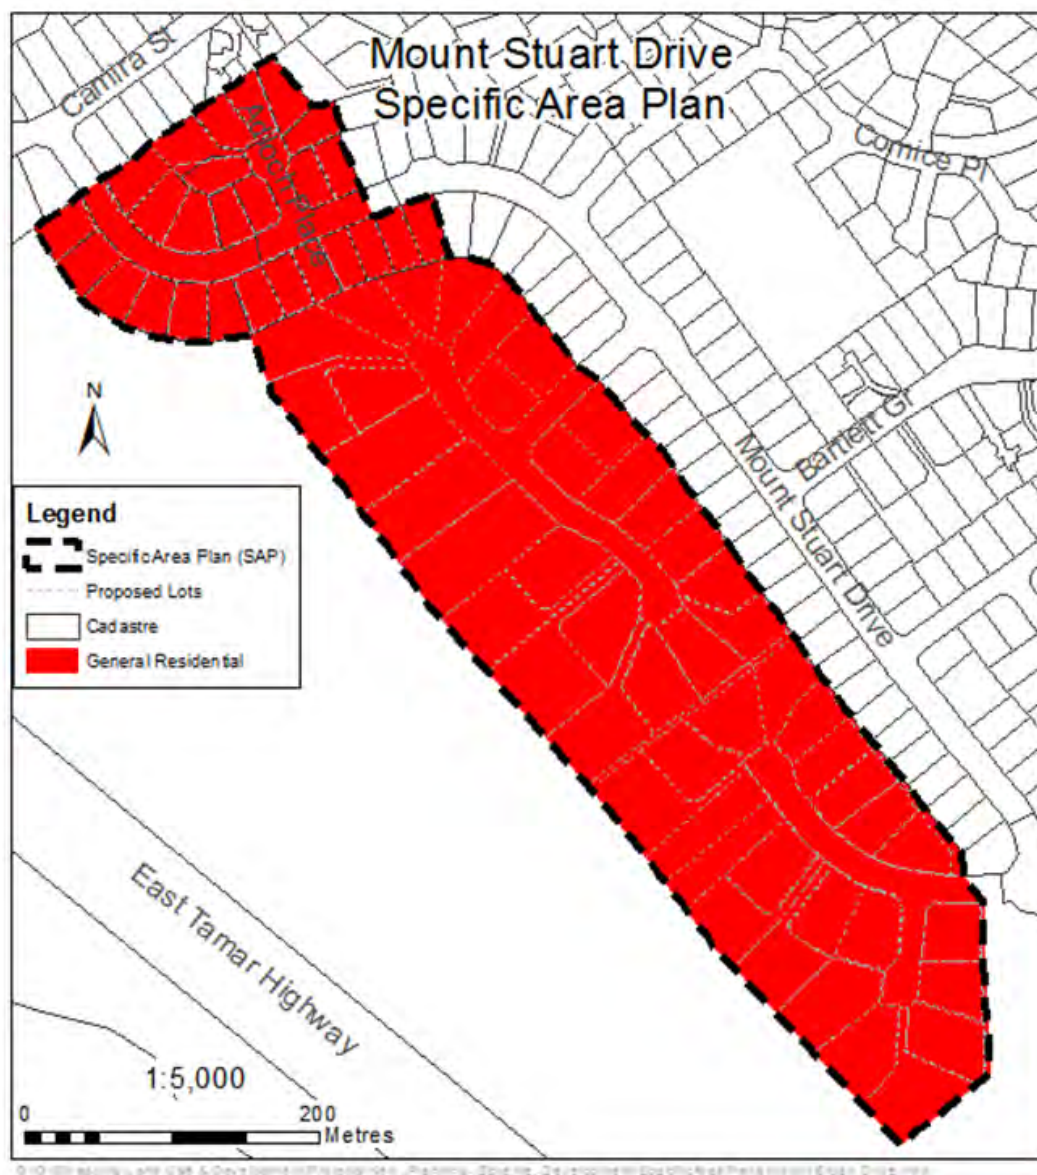 Mount Stuart Drive
Specific Area Plan
Camira St
Comice Pl
Bartlett Gr
Mount Stuart Drive
N
Legend
Specific Area Plan (SAP)
Proposed Lots
Cadastre
General Residential
East Tamar Highway
1:5,000
0 200
Metres